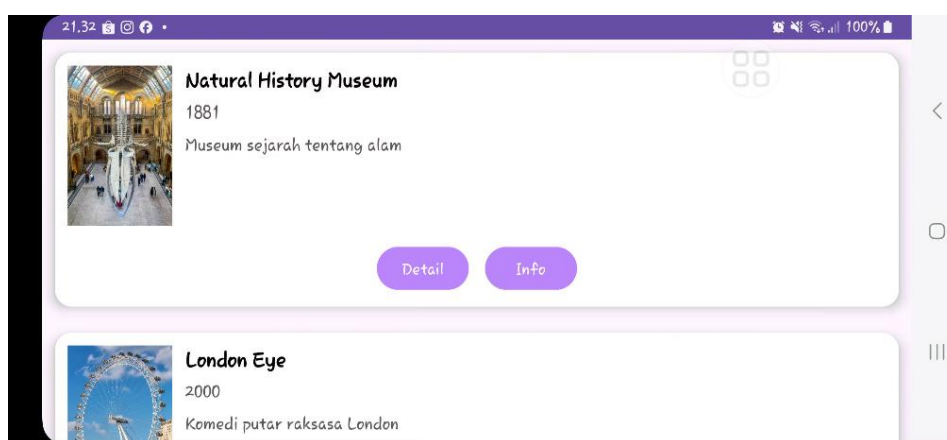 21.32
100%
Natural History Museum
1881
Museum sejarah tentang alam
Detail
Info
London Eye
2000
Komedi putar raksasa London